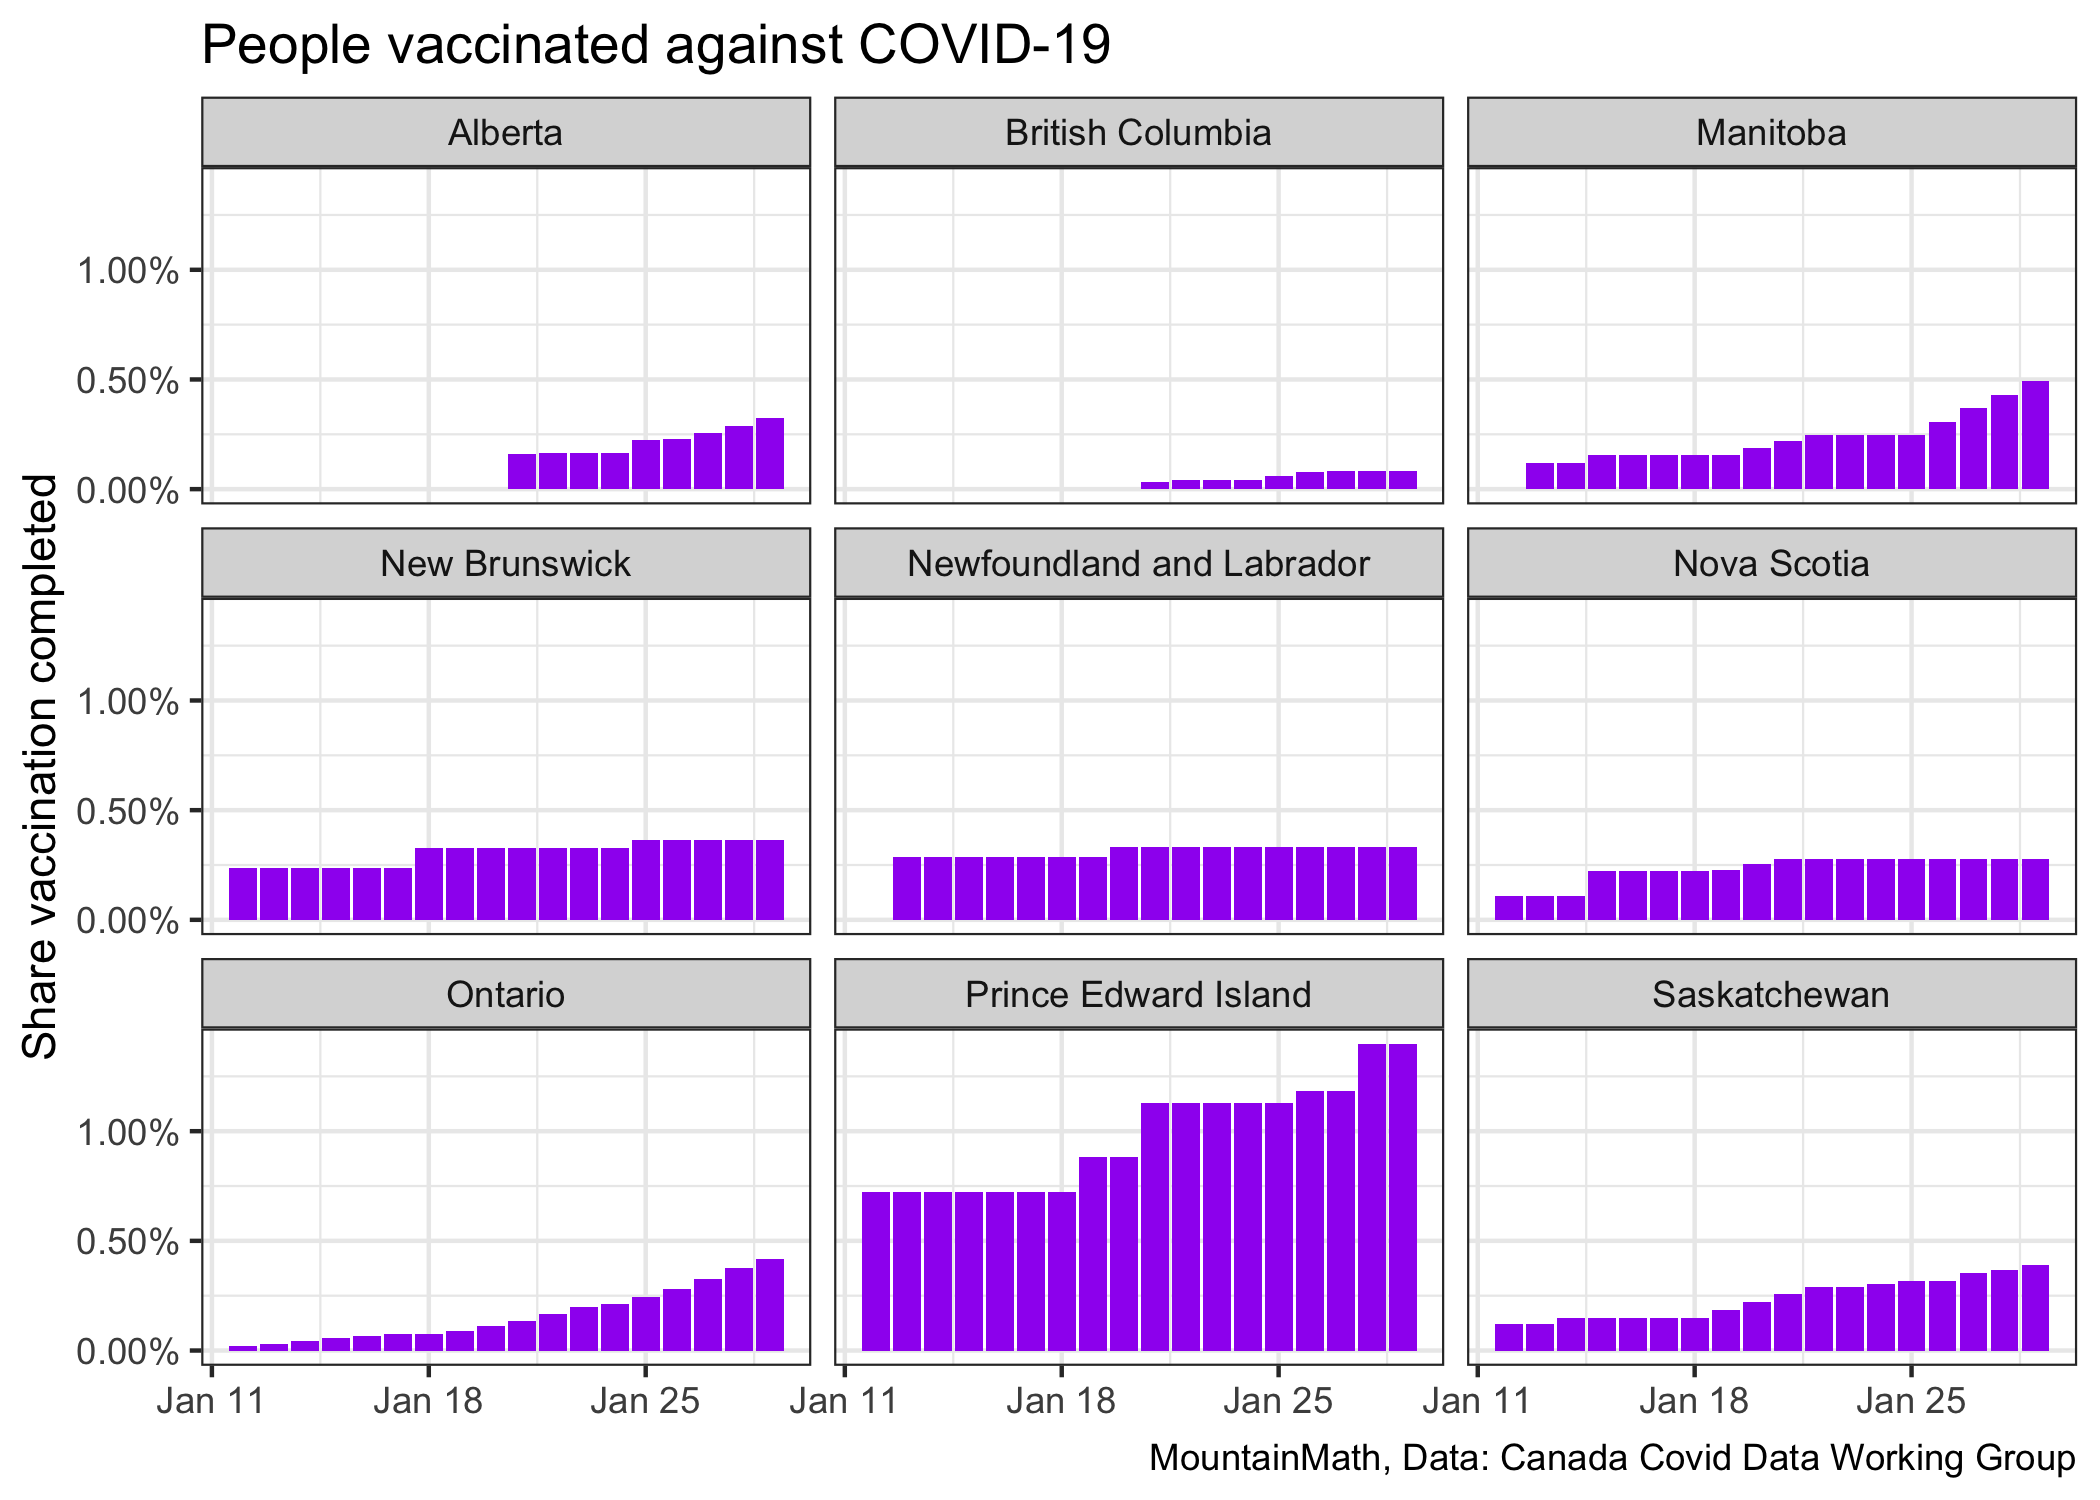 People vaccinated against COVID-19
Alberta
British Columbia
Manitoba
1.00%
0.50%
0.00%
New Brunswick
Newfoundland and Labrador
Nova Scotia
1.00%
0.50%
0.00%
Share vaccination completed
Ontario
Prince Edward Island
Saskatchewan
1.00%
0.50%
0.00%
Jan 11 Jan 18 Jan 25 Jan 11 Jan 18 Jan 25 Jan 11 Jan 18 Jan 25
MountainMath, Data: Canada Covid Data Working Group